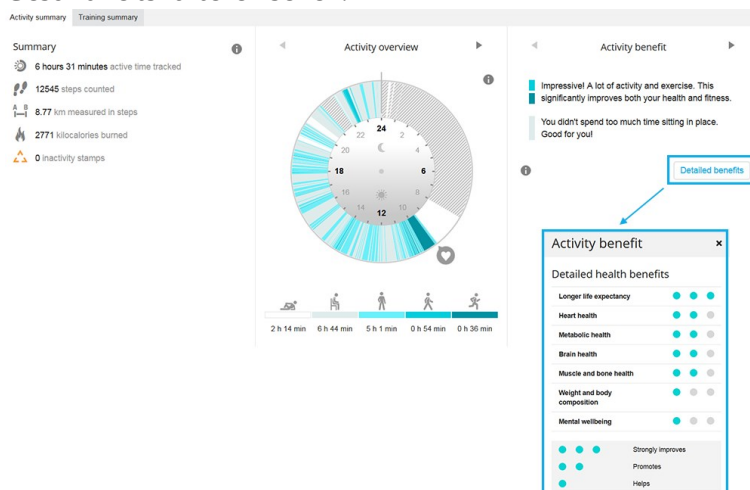 Activity summary
Training summary
Summary
6 hours 31 minutes active time tracked
12545 steps counted
A B
8.77 km measured in steps
2771 kilocalories burned
0 inactivity stamps
Activity overview
24
22
2
20
4
18
6
16
8
14
10
12
2 h 14 min
6 h 44 min
5 h 1 min
0 h 54 min
0 h 36 min
Activity benefit
Impressive! A lot of activity and exercise. This
significantly improves both your health and fitness.
You didn't spend too much time sitting in place.
Good for you!
Detailed benefits
Activity benefit
×
Detailed health benefits
Longer life expectancy
Heart health
Metabolic health
Brain health
Muscle and bone health
Weight and body
composition
Mental wellbeing
Strongly improves
Promotes
Helps